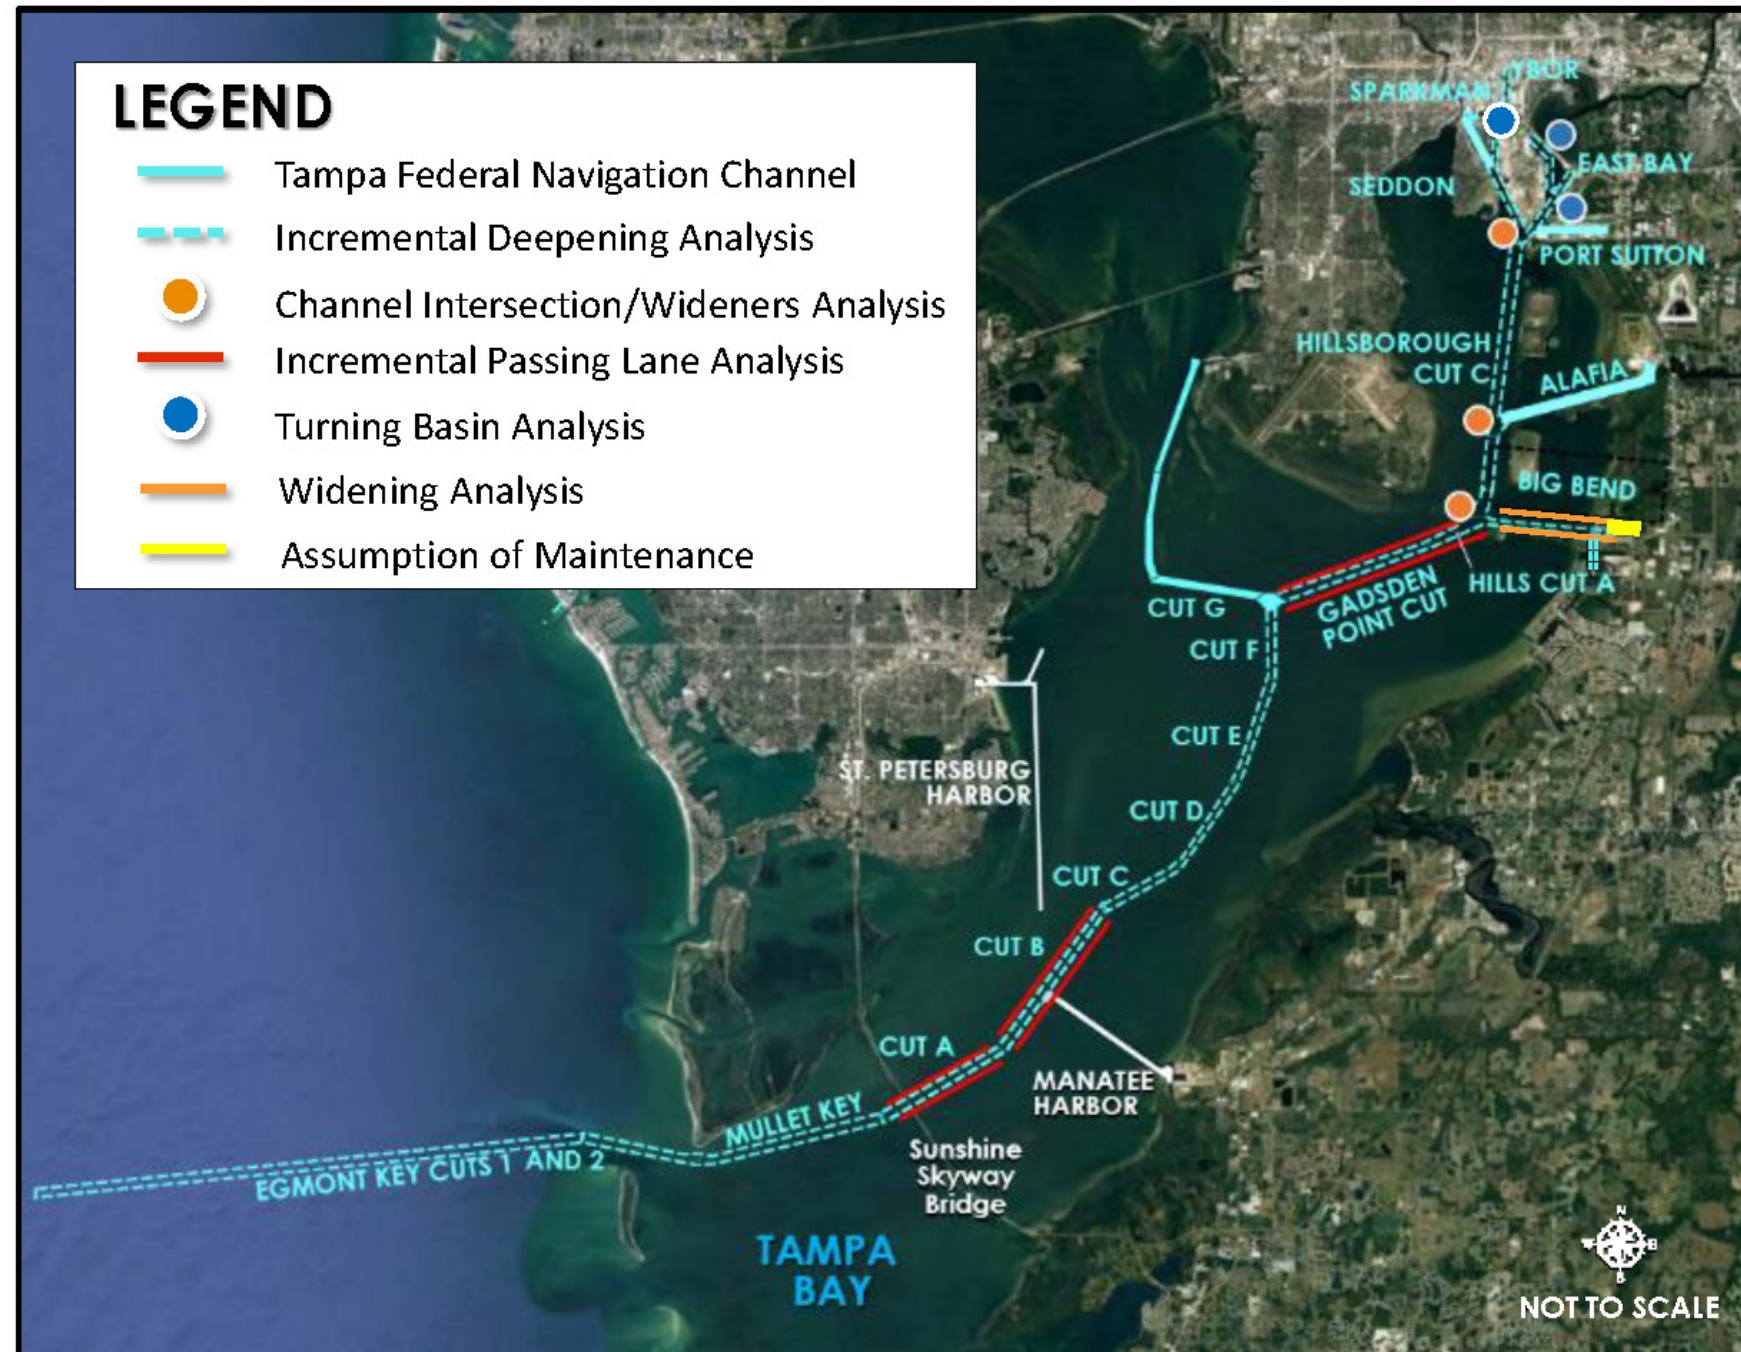 LEGEND
Tampa Federal Navigation Channel
Incremental Deepening Analysis
Channel Intersection/Wideners Analysis
Incremental Passing Lane Analysis
Turning Basin Analysis
Widening Analysis
Assumption of Maintenance
YBOR
SPARKMAN
EAST BAY
SEDDON
PORT SUTTON
HILLSBOROUGH
CUT C
ALAFIA
BIG BEND
HILLS CUT A
GADSDEN
POINT CUT
CUT G
CUT F
CUT E
ST. PETERSBURG
HARBOR
CUT D
CUT C
CUT B
CUT A
MANATEE
HARBOR
MULLET KEY
EGMONT KEY CUTS 1 AND 2
Sunshine
Skyway
Bridge
TAMPA
BAY
N
W
E
S
NOT TO SCALE